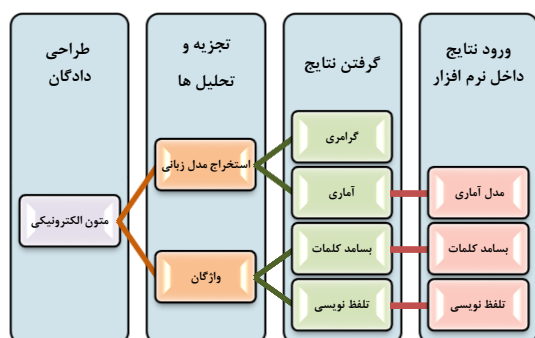 طراحی
دادگان
تجزیه و
تحلیل ها
گرفتن نتایج
ورود نتایج
داخل نرم افزار
متون الکترونیکی
استخراج مدل زبانی
واژگان
گرامری
آماری
بسامد کلمات
تلفظ نویسی
مدل آماری
بسامد کلمات
تلفظ نویسی